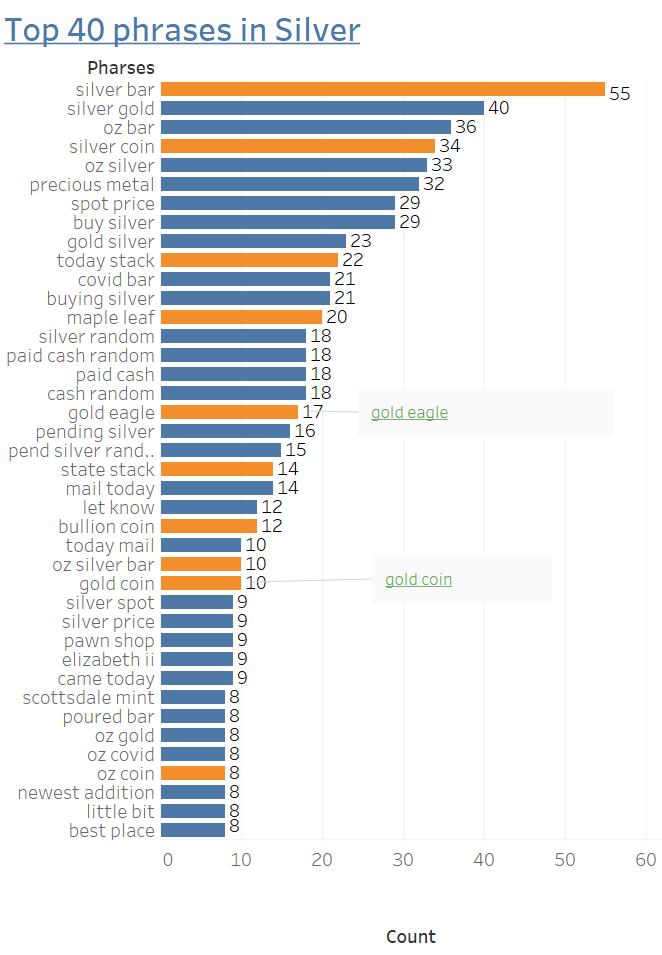 Top 40 phrases in Silver
Pharses
silver bar 55
silver gold 40
oz bar 36
silver coin 34
oz silver 33
precious metal 32
spot price 29
buy silver 29
gold silver 23
today stack 22
covid bar 21
buying silver 21
maple leaf 20
silver random 18
paid cash random 18
paid cash 18
cash random 18
gold eagle 17 gold eagle
pending silver 16
pend silver rand.. 15
state stack 14
mail today 14
let know 12
bullion coin 12
today mail 10
oz silver bar 10
gold coin 10 gold coin
silver spot 9
silver price 9
pawn shop 9
elizabeth ii 9
came today 9
scottsdale mint 8
poured bar 8
oz gold 8
oz covid 8
oz coin 8
newest addition 8
little bit 8
best place 8
0 10 20 30 40 50 60
Count